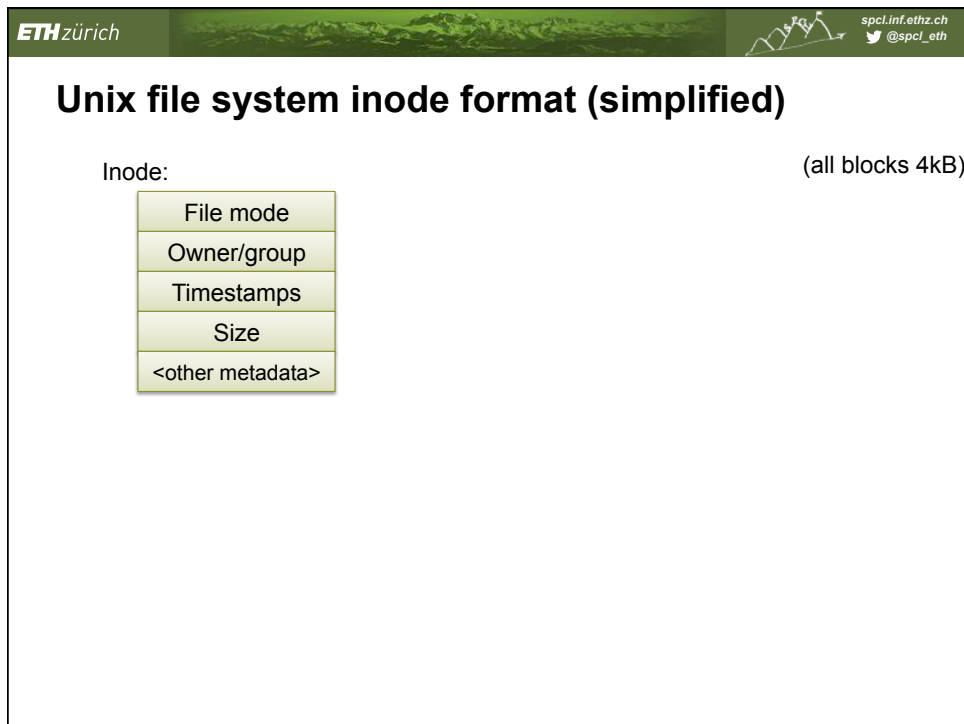 ETH zürich
spcl.inf.ethz.ch
@spcl_eth
Unix file system inode format (simplified)
Inode:
(all blocks 4kB)
File mode
Owner/group
Timestamps
Size
<other metadata>